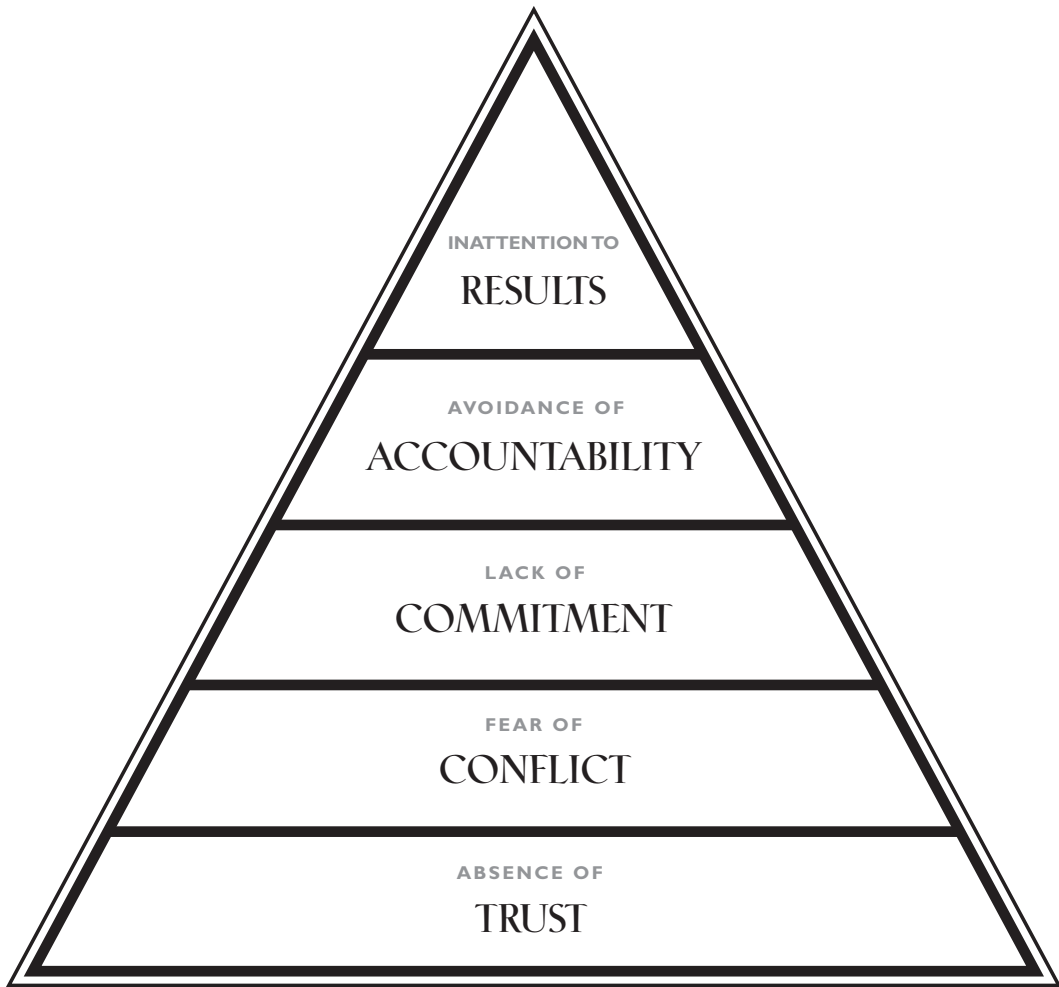 INATTENTION TO
RESULTS
AVOIDANCE OF
ACCOUNTABILITY
LACK OF
COMMITMENT
FEAR OF
CONFLICT
ABSENCE OF
TRUST